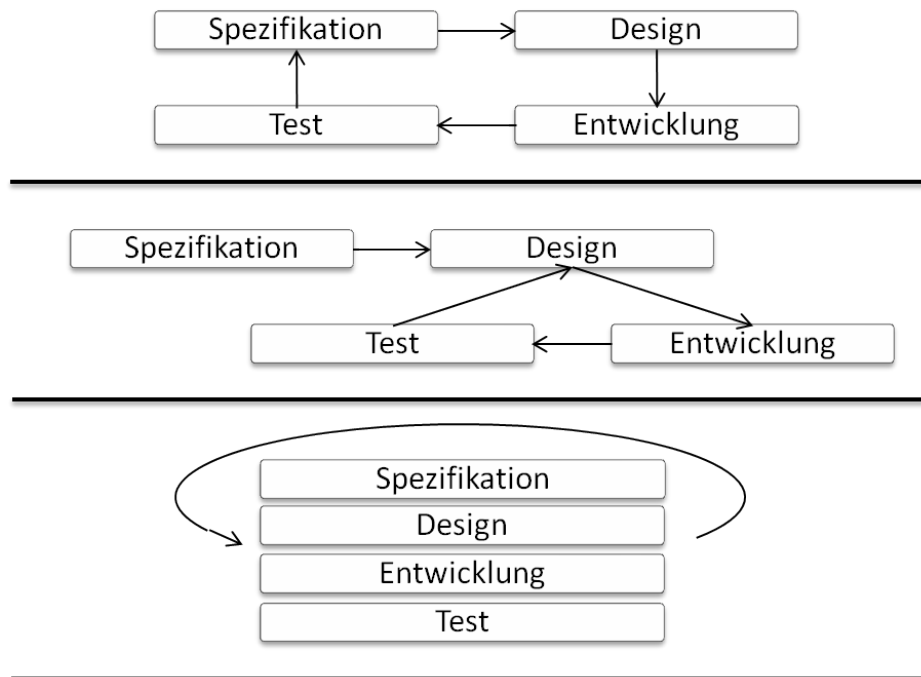 Spezifikation Design
Test Entwicklung
Spezifikation Design
Test Entwicklung
Spezifikation
Design
Entwicklung
Test